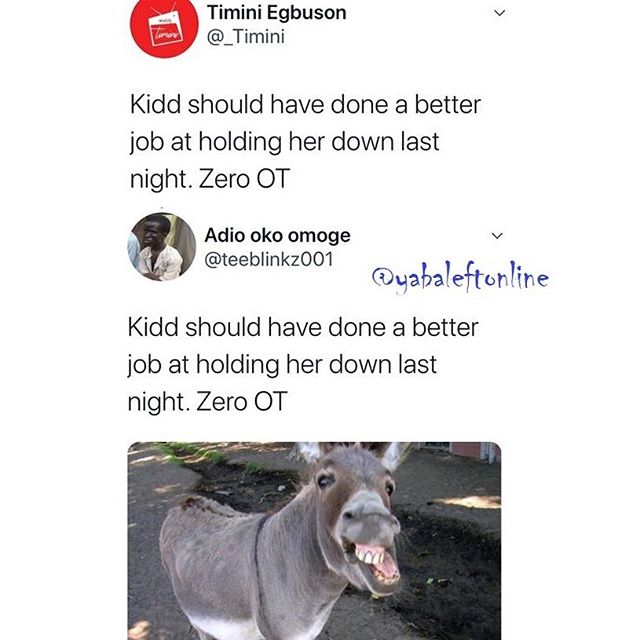 Timini Egbuson
@_Timini
Kidd should have done a better
job at holding her down last
night. Zero OT
Adio oko omoge
@teeblinkz001
@yabaleftonline
Kidd should have done a better
job at holding her down last
night. Zero OT